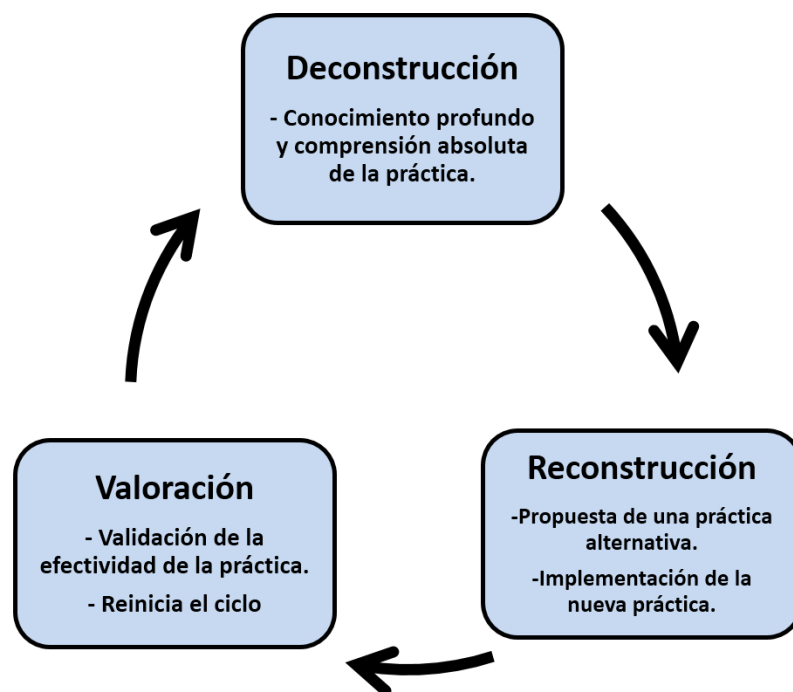 Deconstrucción
- Conocimiento profundo
y comprensión absoluta
de la práctica.
Valoración
- Validación de la
efectividad de la práctica.
- Reinicia el ciclo
Reconstrucción
-Propuesta de una práctica
alternativa.
-Implementación de la
nueva práctica.